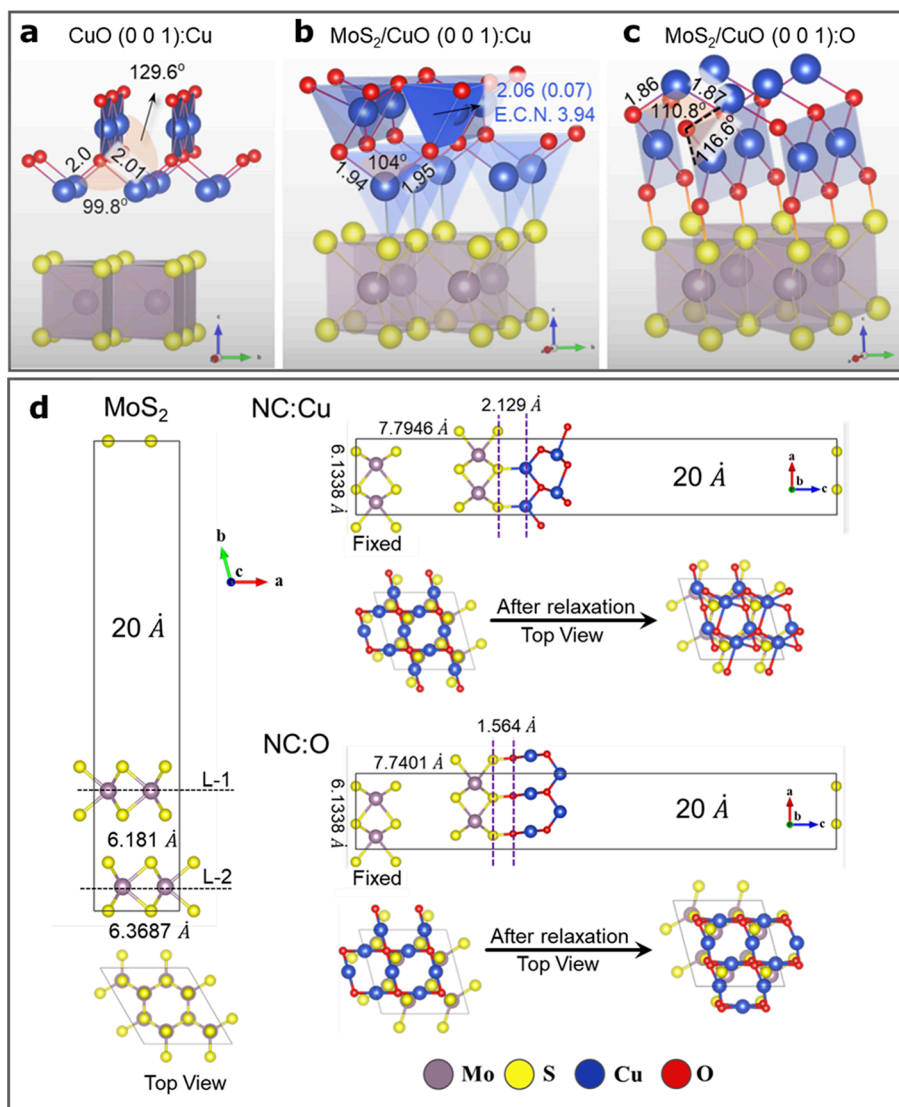 a
CuO (0 0 1):Cu
129.6°
2.0
2.01
99.8°
c
b
b
MoS2/CuO (0 0 1):Cu
2.06 (0.07)
E.C.N. 3.94
104°
1.94
1.95
c
a
b
c
MoS2/CuO (0 0 1):O
1.86
1.87
110.8°
116.6°
c
a
b
d
MoS2
20 Å
b
c
a
L-1
6.181 Å
L-2
6.3687 Å
Top View
NC:Cu
2.129 Å
7.7946 Å
6.1338 Å
20 Å
a
b
c
Fixed
After relaxation
Top View
NC:O
1.564 Å
7.7401 Å
6.1338 Å
20 Å
a
b
c
Fixed
After relaxation
Top View
Mo S Cu O